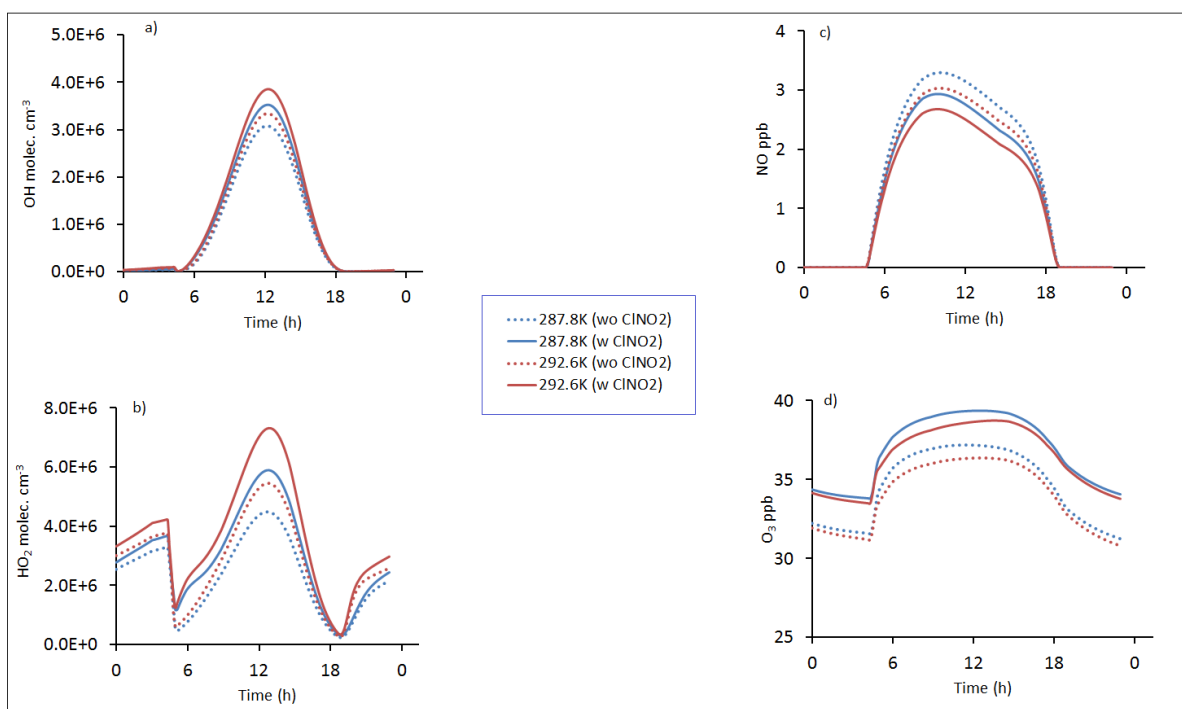 a)
5.0E+6
4.0E+6
3.0E+6
2.0E+6
1.0E+6
0.0E+0
OH molec. cm-3
0 6 12 18 0
Time (h)
c)
4
3
2
1
0
NO ppb
0 6 12 18 0
Time (h)
287.8K (wo ClNO2)
287.8K (w ClNO2)
292.6K (wo ClNO2)
292.6K (w ClNO2)
b)
8.0E+6
6.0E+6
4.0E+6
2.0E+6
0.0E+0
HO2 molec. cm-3
0 6 12 18 0
Time (h)
d)
40
35
30
25
O3 ppb
0 6 12 18 0
Time (h)